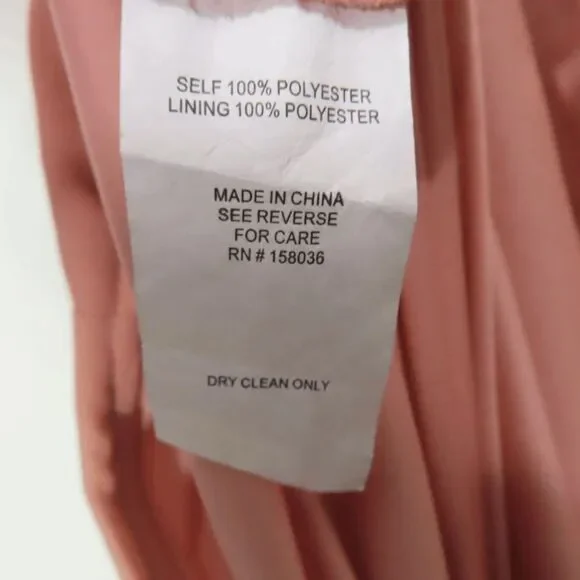 SELF 100% POLYESTER
LINING 100% POLYESTER
MADE IN CHINA
SEE REVERSE
FOR CARE
RN # 158036
DRY CLEAN ONLY